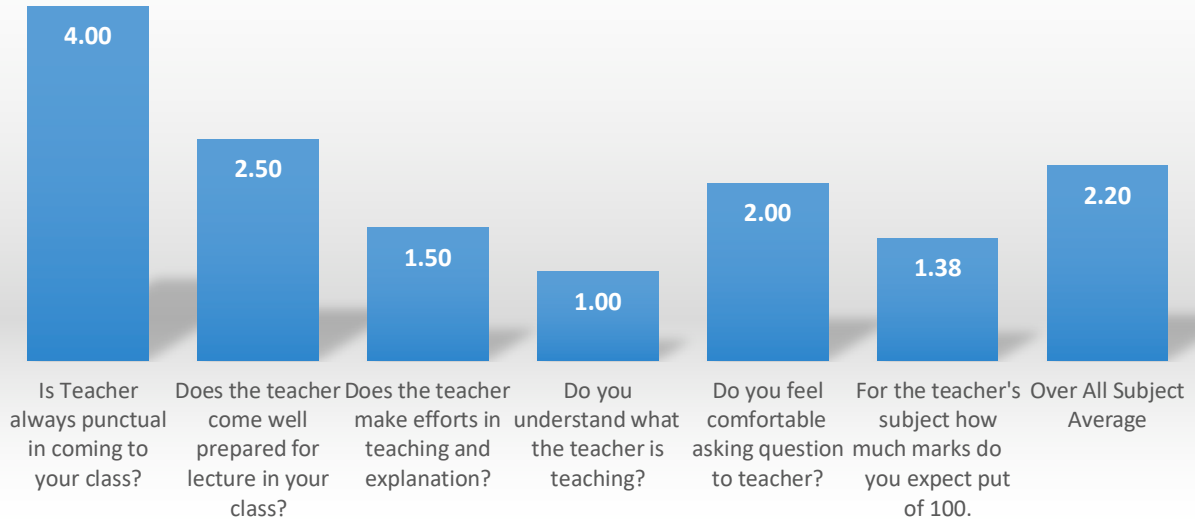 4.00
2.50
1.50
1.00
2.00
1.38
2.20
Is Teacher
always punctual
in coming to
your class?
Does the teacher
come well
prepared for
lecture in your
class?
Does the teacher
make efforts in
teaching and
explanation?
Do you
understand what
the teacher is
teaching?
Do you feel
comfortable
asking question
to teacher?
For the teacher's
subject how
much marks do
you expect put
of 100.
Over All Subject
Average